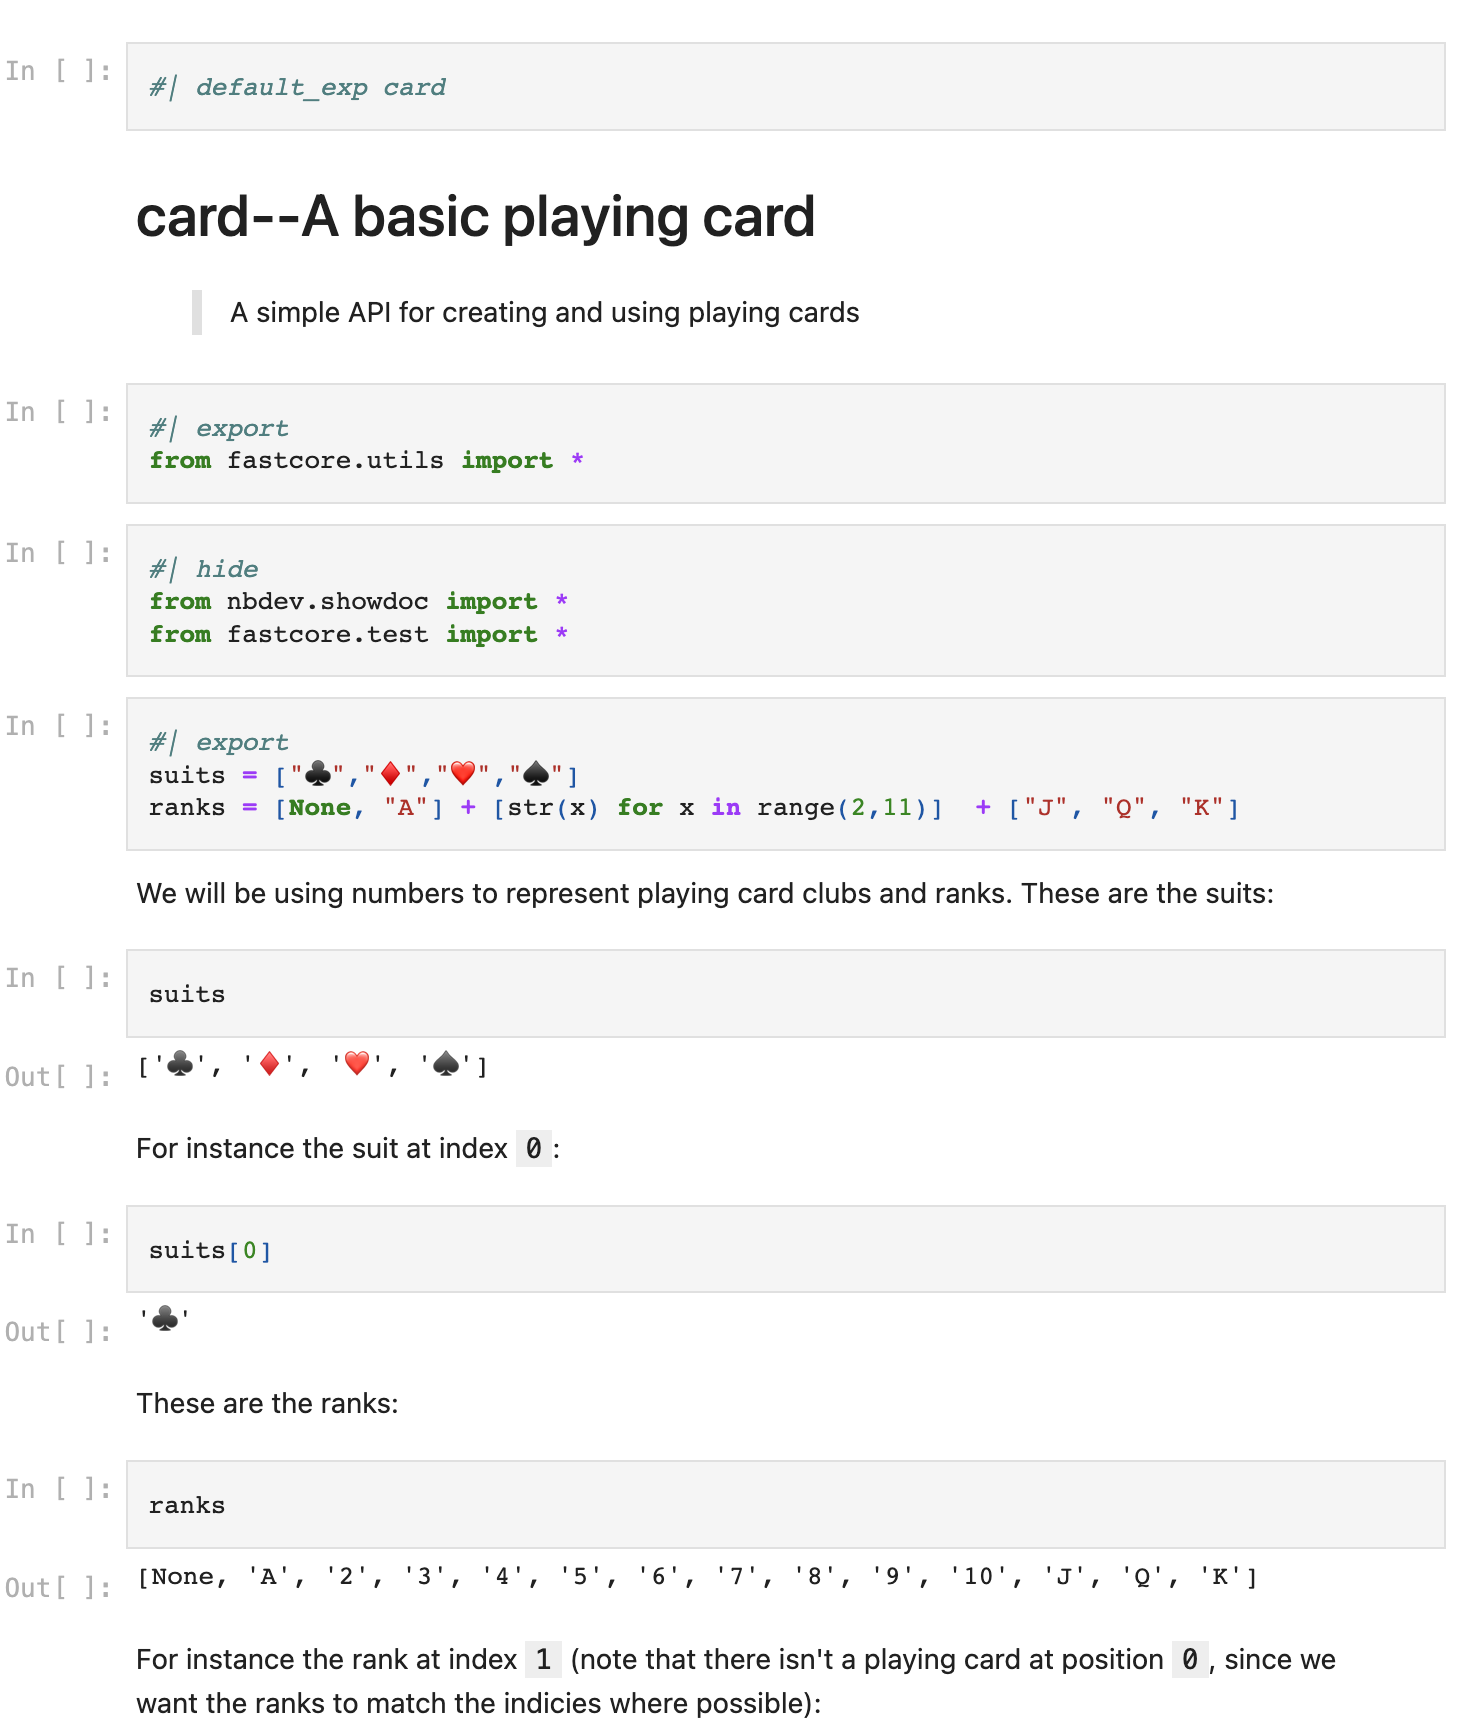 In [ ]:
#| default_exp card
card--A basic playing card
A simple API for creating and using playing cards
In [ ]:
#| export
from fastcore.utils import *
In [ ]:
#| hide
from nbdev.showdoc import *
from fastcore.test import *
In [ ]:
#| export
suits = ["♣️","♦️","❤️","♠️"]
ranks = [None, "A"] + [str(x) for x in range(2,11)]  + ["J", "Q", "K"]
We will be using numbers to represent playing card clubs and ranks. These are the suits:
In [ ]:
suits
Out[ ]:
['♣️', '♦️', '❤️', '♠️']
For instance the suit at index 0:
In [ ]:
suits[0]
Out[ ]:
'♣️'
These are the ranks:
In [ ]:
ranks
Out[ ]:
[None, 'A', '2', '3', '4', '5', '6', '7', '8', '9', '10', 'J', 'Q', 'K']
For instance the rank at index 1 (note that there isn't a playing card at position 0, since we
want the ranks to match the indicies where possible):